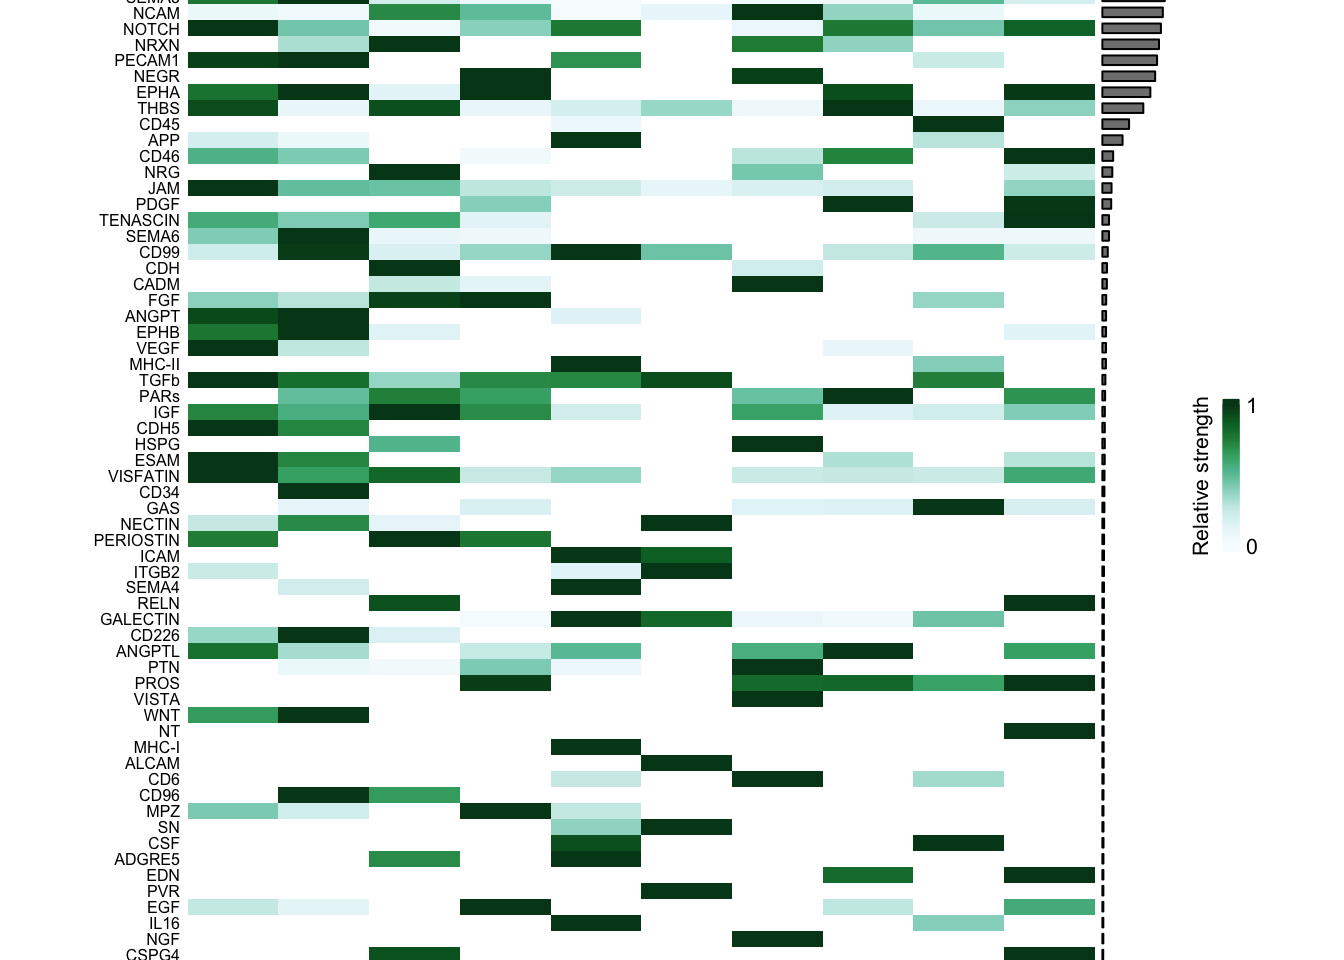 NCAM
NOTCH
NRXN
PECAM1
NEGR
EPHA
THBS
CD45
APP
CD46
NRG
JAM
PDGF
TENASCIN
SEMA6
CD99
CDH
CADM
FGF
ANGPT
EPHB
VEGF
MHC-II
TGFb
PARs
IGF
CDH5
HSPG
ESAM
VISFATIN
CD34
GAS
NECTIN
PERIOSTIN
ICAM
ITGB2
SEMA4
RELN
GALECTIN
CD226
ANGPTL
PTN
PROS
VISTA
WNT
NT
MHC-I
ALCAM
CD6
CD96
MPZ
SN
CSF
ADGRE5
EDN
PVR
EGF
IL16
NGF
CSPG4
Relative strength
1
0